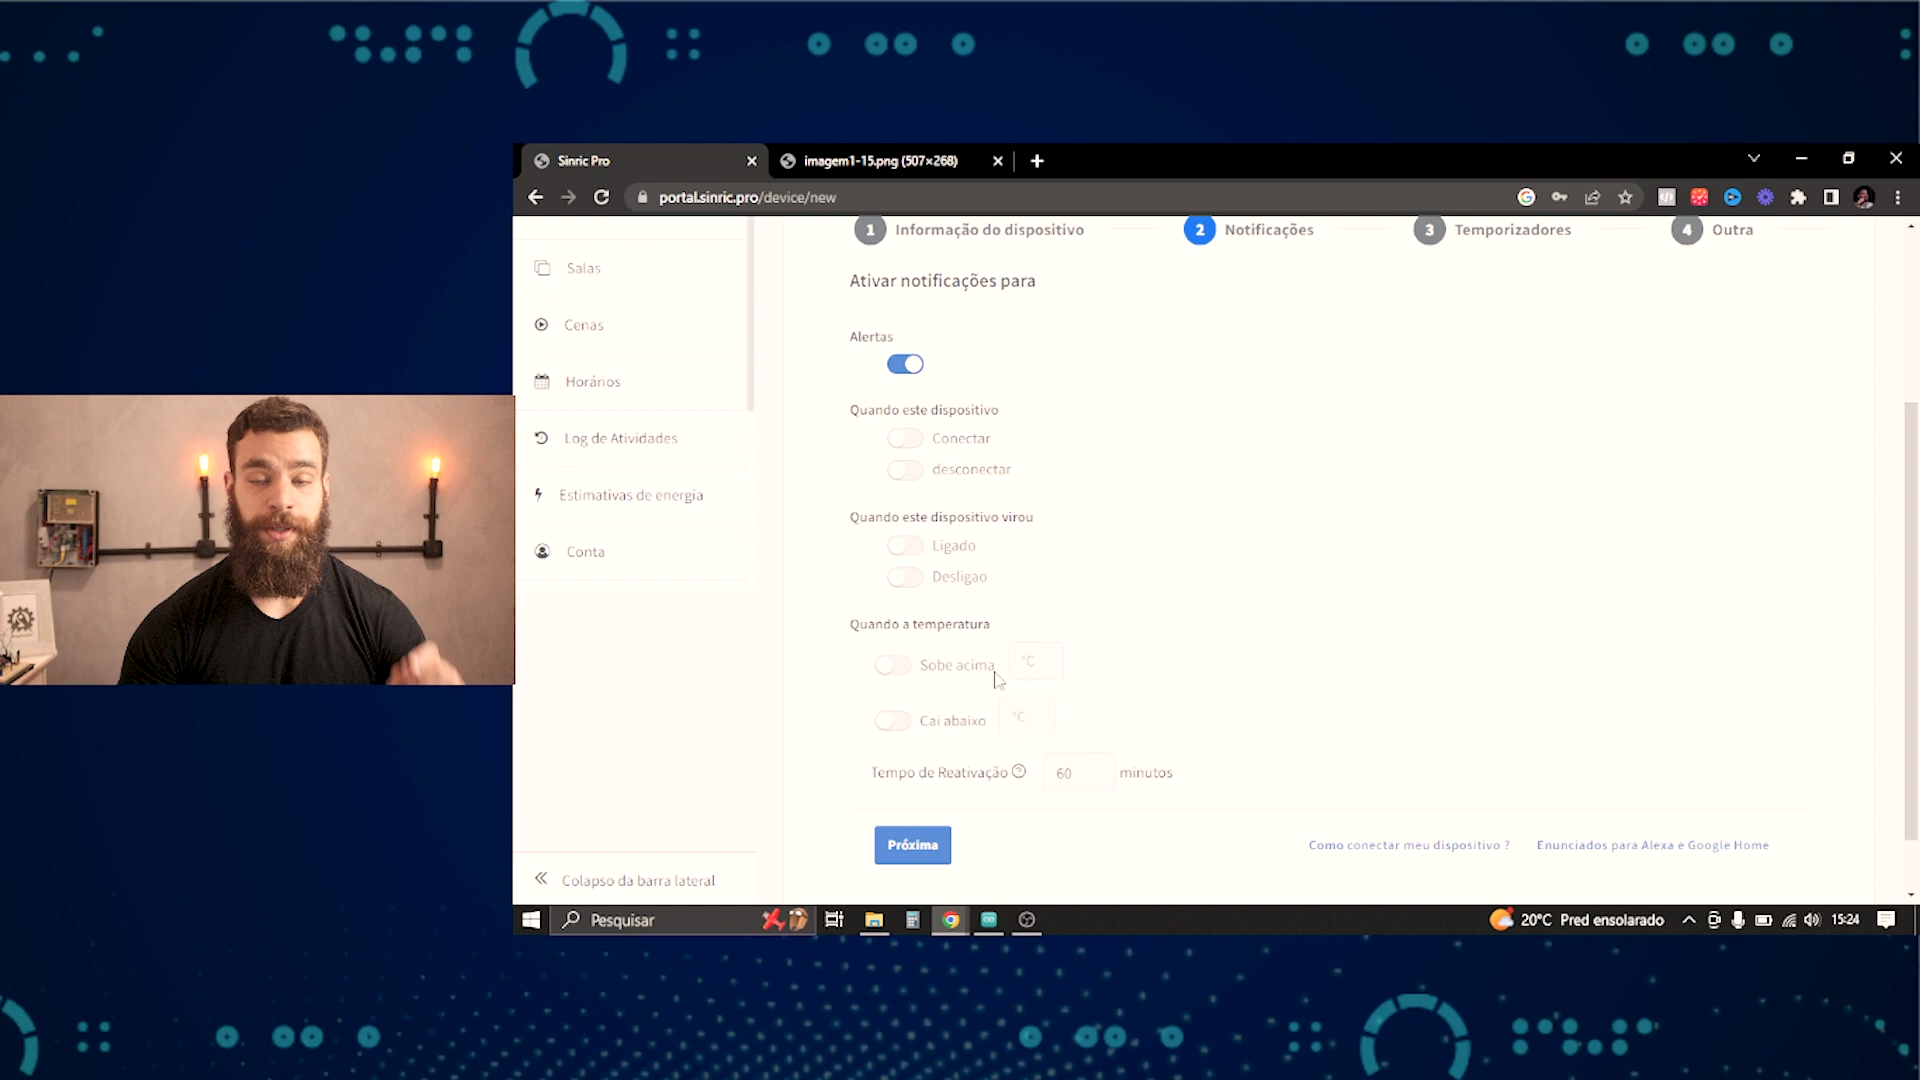 Sinric Pro
imagem1-15.png (507×268)
portal.sinric.pro/device/new
1 Informação do dispositivo
2 Notificações
3 Temporizadores
4 Outra
Salas
Cenas
Horários
Log de Atividades
Estimativas de energia
Conta
Colapso da barra lateral
Ativar notificações para
Alertas
Quando este dispositivo
Conectar
desconectar
Quando este dispositivo virou
Ligado
Desligao
Quando a temperatura
Sobe acima °C
Cai abaixo °C
Tempo de Reativação 60 minutos
Próxima
Como conectar meu dispositivo ?
Enunciados para Alexa e Google Home
Pesquisar
20°C Pred ensolarado
15:24